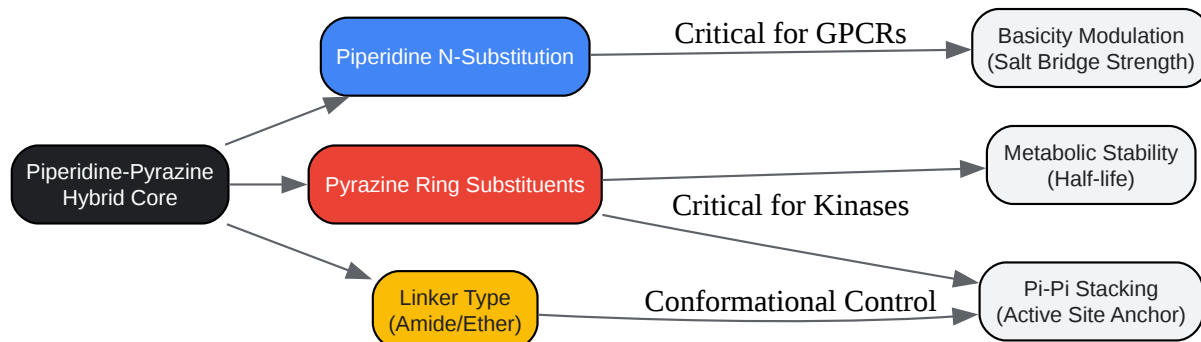 Piperidine N-Substitution
Critical for GPCRs
Basicity Modulation
(Salt Bridge Strength)
Piperidine-Pyrazine
Hybrid Core
Pyrazine Ring Substituents
Critical for Kinases
Metabolic Stability
(Half-life)
Linker Type
(Amide/Ether)
Conformational Control
Pi-Pi Stacking
(Active Site Anchor)